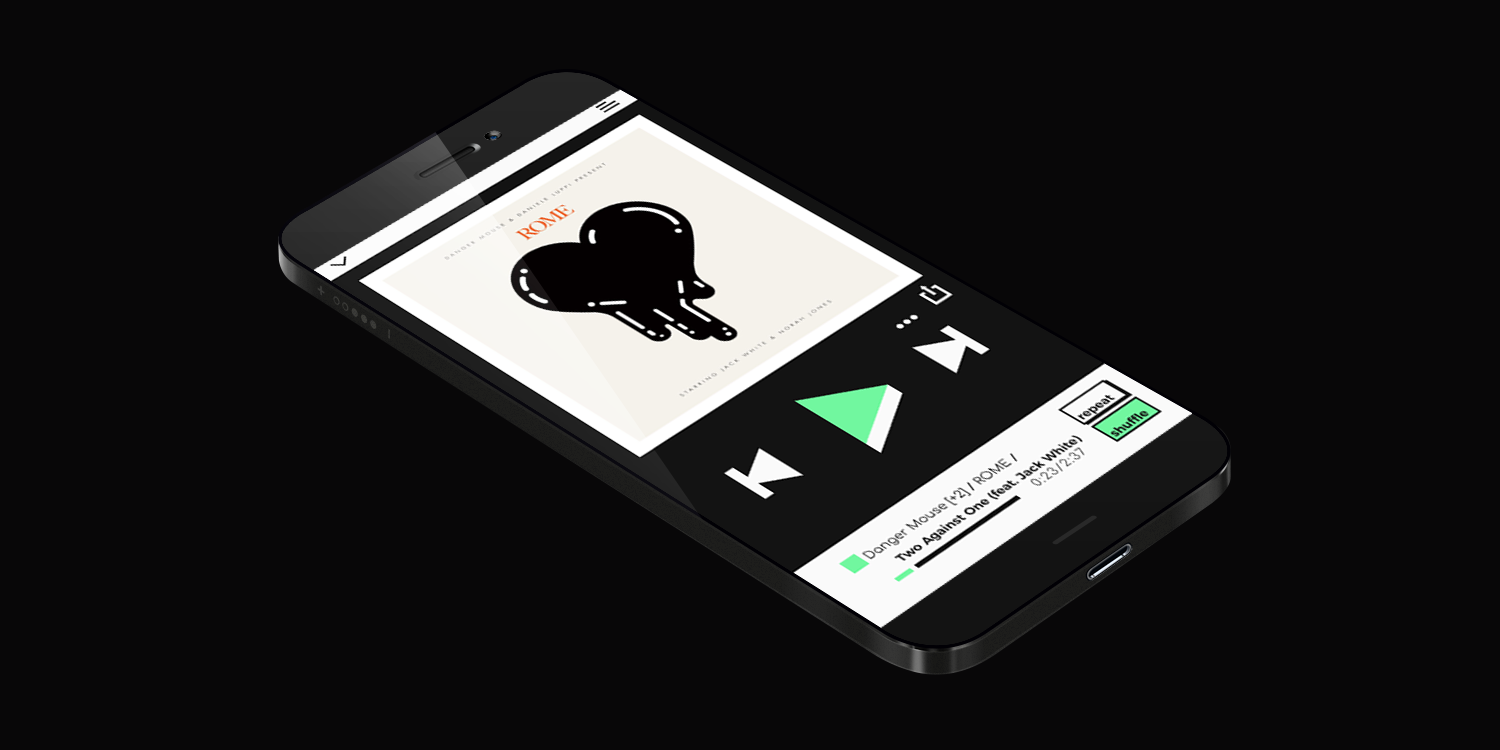 DANGER MOUSE & DANIELE LUPPI PRESENT
ROME
STARRING JACK WHITE & NORAH JONES
repeat
shuffle
Danger Mouse [+2] / ROME /
Two Against One (feat. Jack White)
0:23/2:37